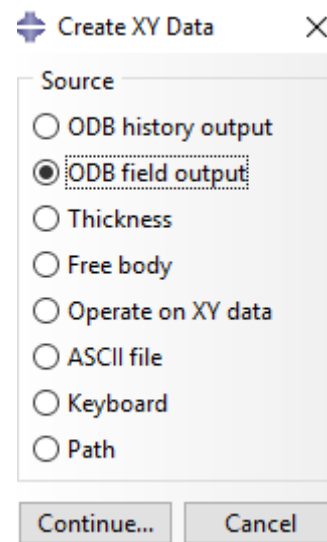 Create XY Data
Source
ODB history output
ODB field output
Thickness
Free body
Operate on XY data
ASCII file
Keyboard
Path
Continue... Cancel